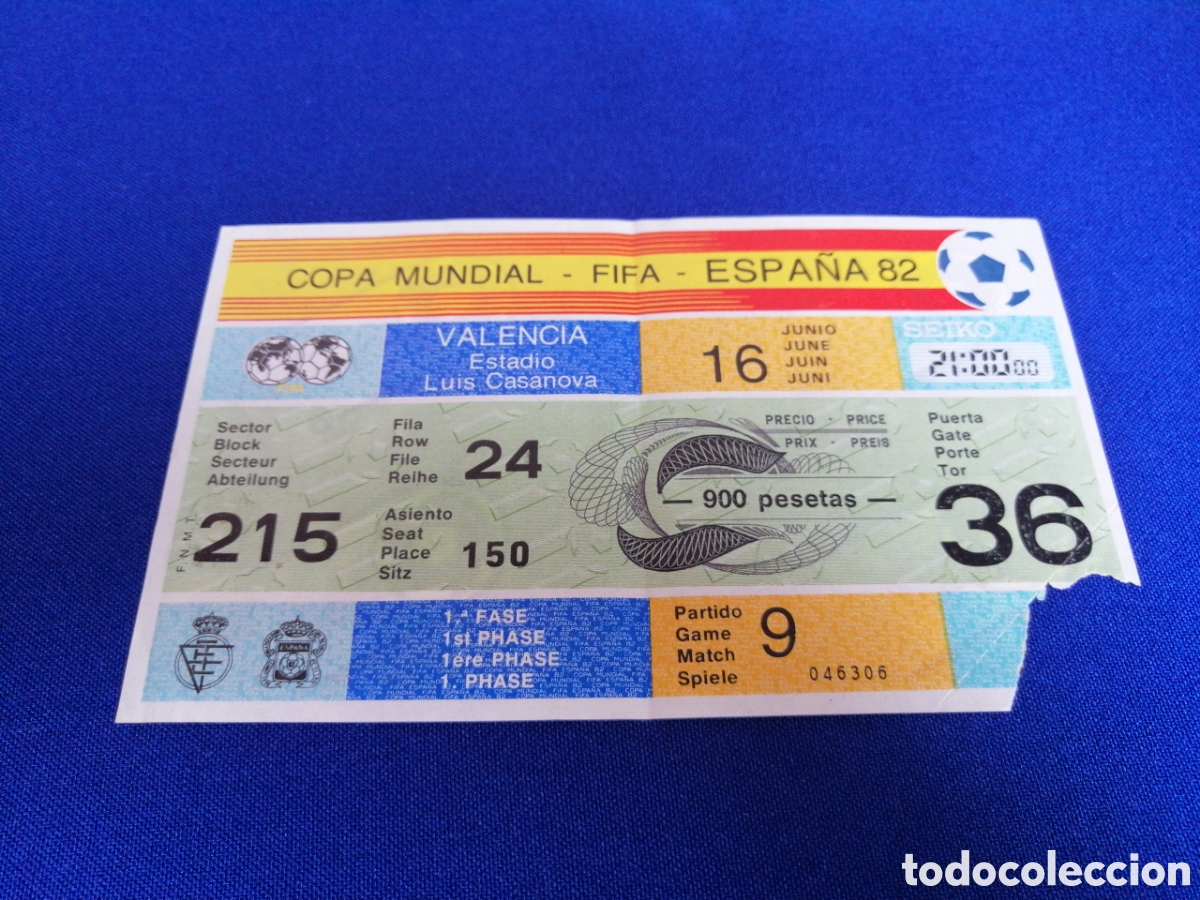 COPA MUNDIAL - FIFA - ESPAÑA 82
VALENCIA
Estadio
Luis Casanova
16
JUNIO
JUNE
JUIN
JUNI
SEIKO
21:00 00
FIFA
Sector
Block
Secteur
Abteilung
215
F.N.M.T.
Fila
Row
File
Reihe
24
Asiento
Seat
Place
Sitz
150
PRECIO - PRICE
PRIX - PREIS
— 900 pesetas —
Puerta
Gate
Porte
Tor
36
ESPAÑA
1.ª FASE
1st PHASE
1ère PHASE
1. PHASE
Partido
Game
Match
Spiele
9
046306
todocoleccion